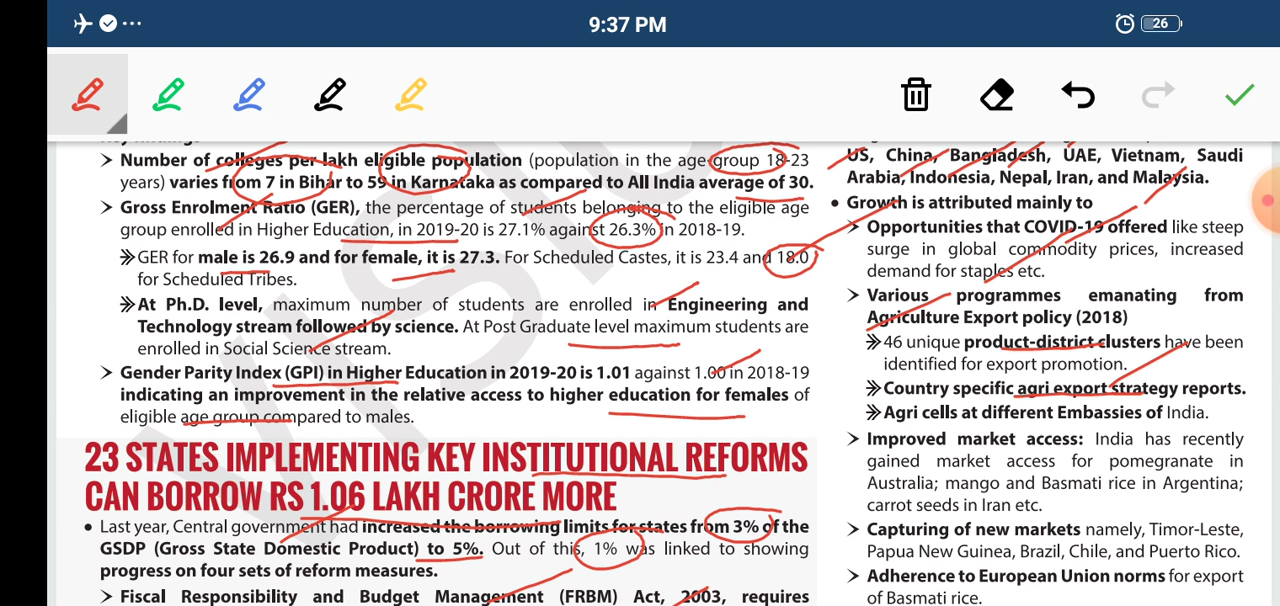 9:37 PM
26
Number of colleges per lakh eligible population (population in the age group 18-23
years) varies from 7 in Bihar to 59 in Karnataka as compared to All India average of 30.
Gross Enrolment Ratio (GER), the percentage of students belonging to the eligible age
group enrolled in Higher Education, in 2019-20 is 27.1% against 26.3% in 2018-19.
GER for male is 26.9 and for female, it is 27.3. For Scheduled Castes, it is 23.4 and 18.0
for Scheduled Tribes.
At Ph.D. level, maximum number of students are enrolled in Engineering and
Technology stream followed by science. At Post Graduate level maximum students are
enrolled in Social Science stream.
Gender Parity Index (GPI) in Higher Education in 2019-20 is 1.01 against 1.00 in 2018-19
indicating an improvement in the relative access to higher education for females of
eligible age group compared to males.
23 STATES IMPLEMENTING KEY INSTITUTIONAL REFORMS
CAN BORROW RS 1.06 LAKH CRORE MORE
• Last year, Central government had increased the borrowing limits for states from 3% of the
GSDP (Gross State Domestic Product) to 5%. Out of this, 1% was linked to showing
progress on four sets of reform measures.
Fiscal Responsibility and Budget Management (FRBM) Act, 2003, requires
US, China, Bangladesh, UAE, Vietnam, Saudi
Arabia, Indonesia, Nepal, Iran, and Malaysia.
• Growth is attributed mainly to
Opportunities that COVID-19 offered like steep
surge in global commodity prices, increased
demand for staples etc.
Various programmes emanating from
Agriculture Export policy (2018)
46 unique product-district clusters have been
identified for export promotion.
Country specific agri export strategy reports.
Agri cells at different Embassies of India.
Improved market access: India has recently
gained market access for pomegranate in
Australia; mango and Basmati rice in Argentina;
carrot seeds in Iran etc.
Capturing of new markets namely, Timor-Leste,
Papua New Guinea, Brazil, Chile, and Puerto Rico.
Adherence to European Union norms for export
of Basmati rice.